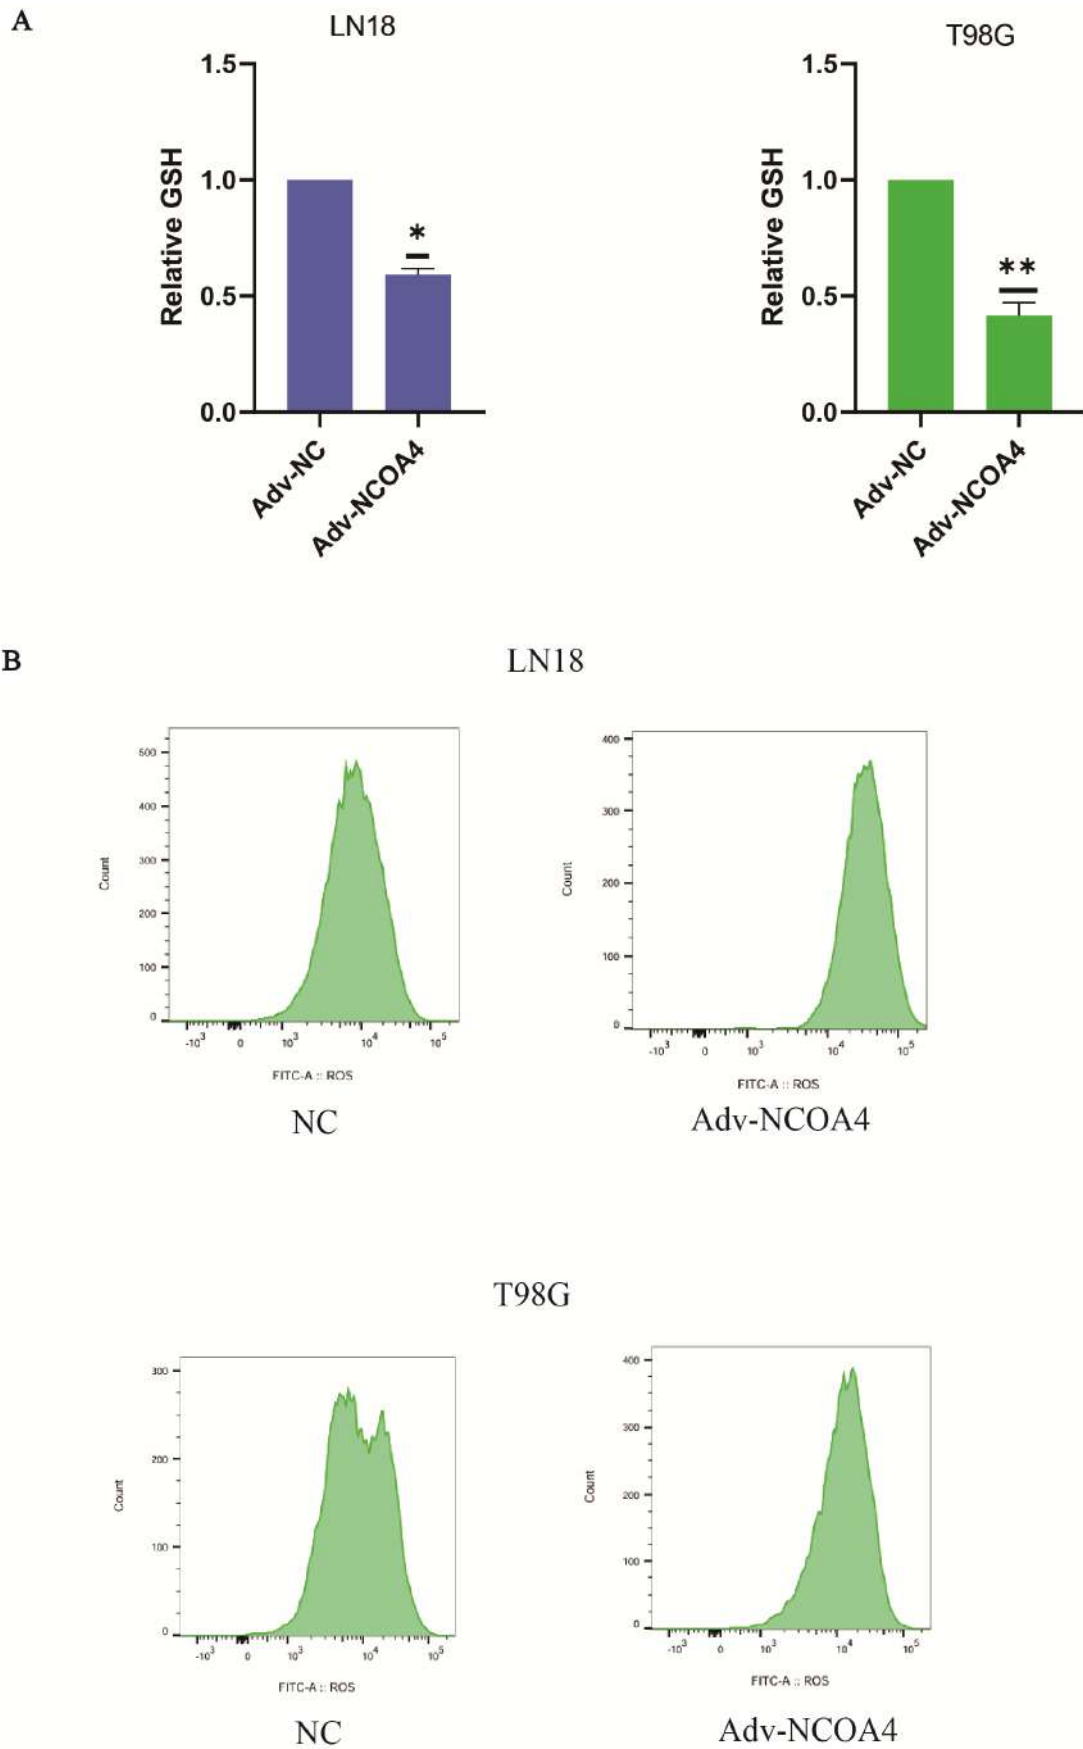 A
LN18
T98G
1.5
1.0
0.5
0.0
Relative GSH
*
Adv-NC
Adv-NCOA4
1.5
1.0
0.5
0.0
Relative GSH
**
Adv-NC
Adv-NCOA4
B
LN18
500
400
300
200
100
0
Count
-10³ 0 10³ 10⁴ 10⁵
FITC-A :: ROS
NC
400
300
200
100
0
Count
-10³ 0 10³ 10⁴ 10⁵
FITC-A :: ROS
Adv-NCOA4
T98G
300
200
100
0
Count
-10³ 0 10³ 10⁴ 10⁵
FITC-A :: ROS
NC
400
300
200
100
0
Count
-10³ 0 10³ 10⁴ 10⁵
FITC-A :: ROS
Adv-NCOA4